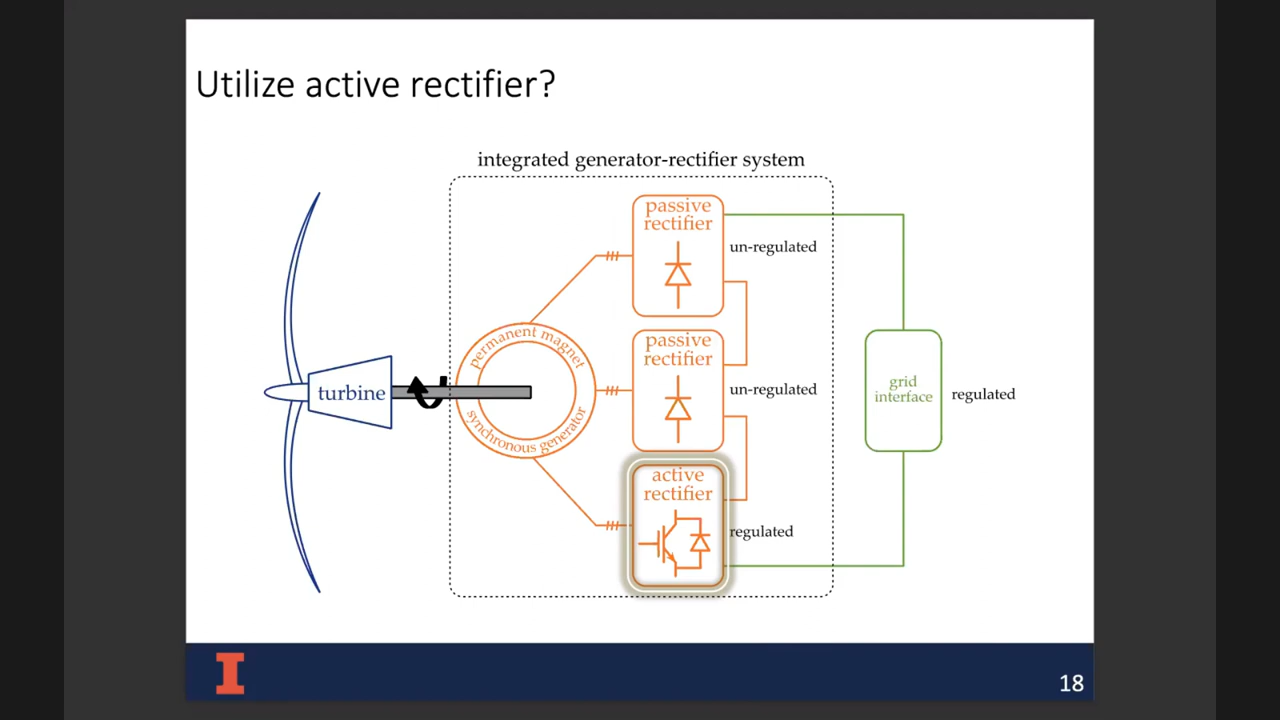 Utilize active rectifier?
integrated generator-rectifier system
passive
rectifier
un-regulated
permanent magnet
synchronous generator
passive
rectifier
un-regulated
turbine
grid
interface
regulated
active
rectifier
regulated
I
18